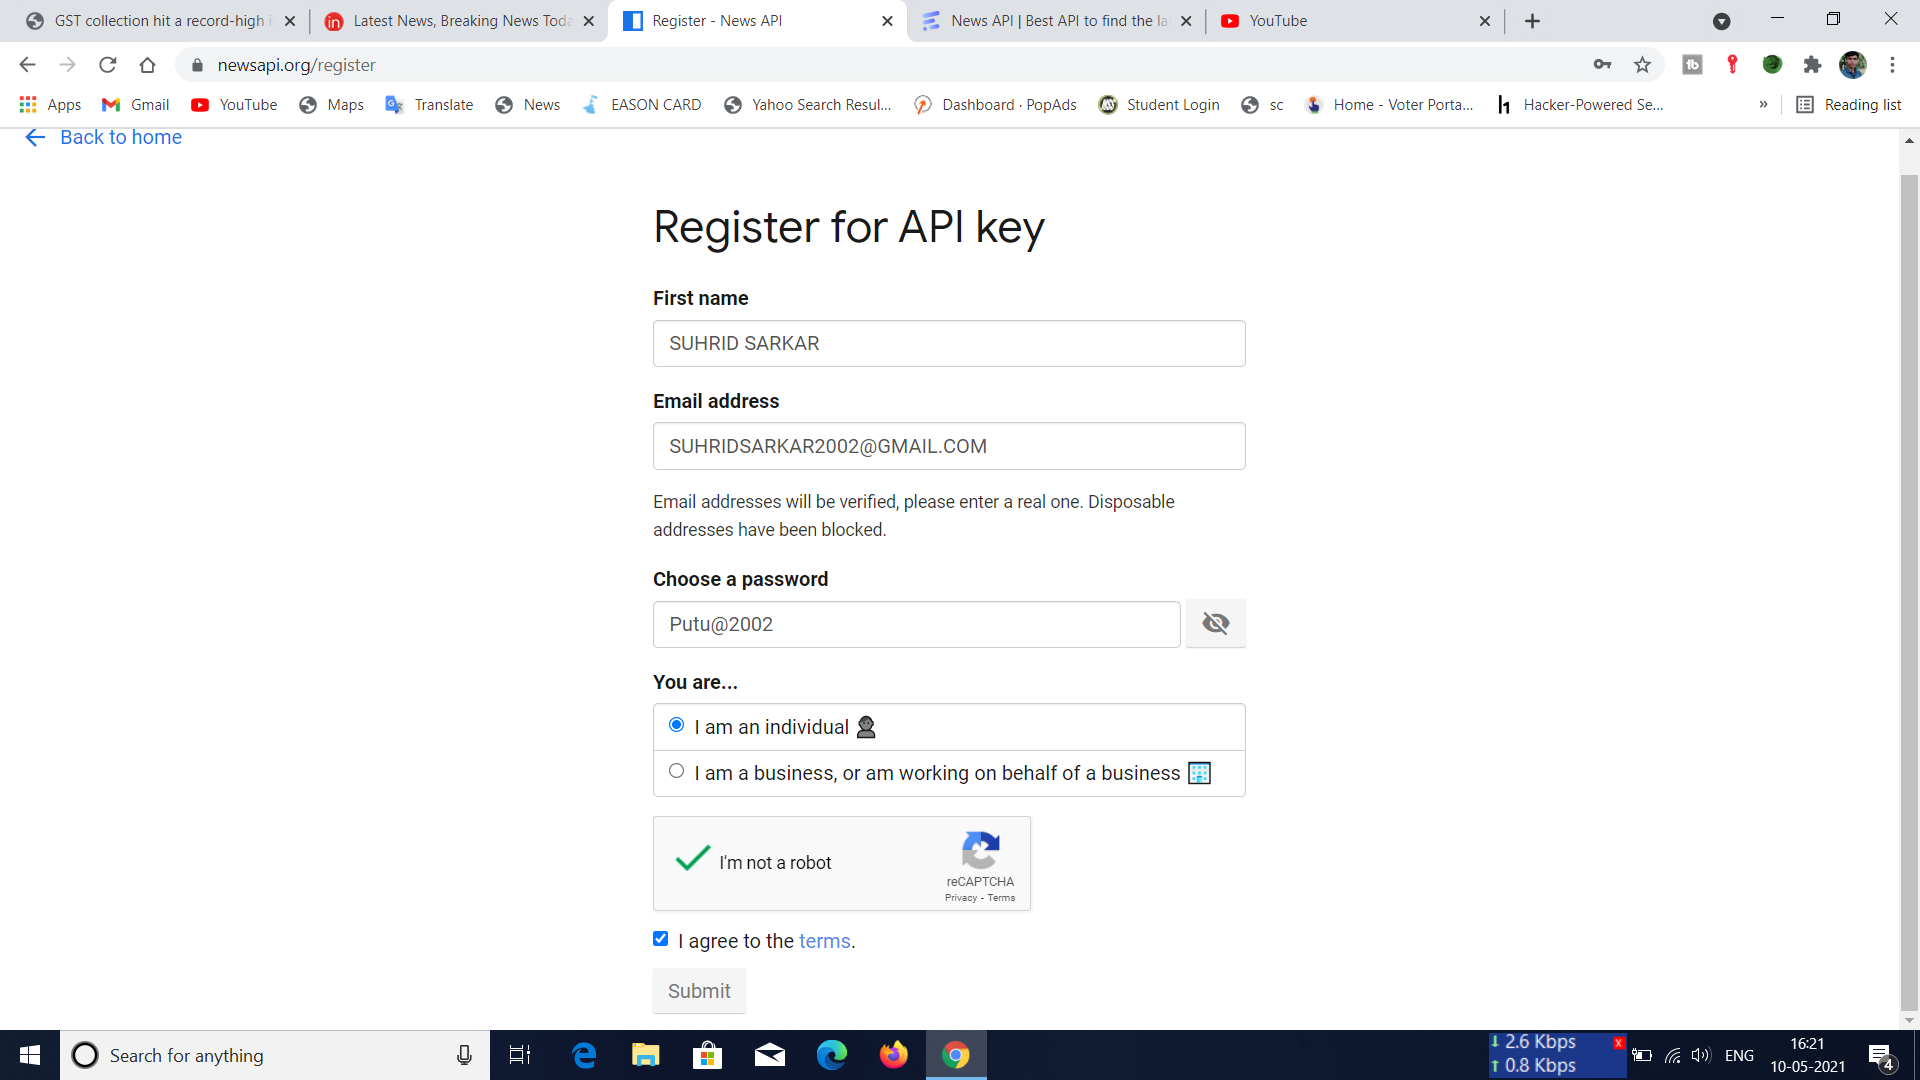 GST collection hit a record-high i
Latest News, Breaking News Toda
Register - News API
News API | Best API to find the la
YouTube
newsapi.org/register
Apps
Gmail
YouTube
Maps
Translate
News
EASON CARD
Yahoo Search Resul...
Dashboard · PopAds
Student Login
sc
Home - Voter Porta...
Hacker-Powered Se...
»
Reading list
Back to home
Register for API key
First name
SUHRID SARKAR
Email address
SUHRIDSARKAR2002@GMAIL.COM
Email addresses will be verified, please enter a real one. Disposable
addresses have been blocked.
Choose a password
Putu@2002
You are...
I am an individual
I am a business, or am working on behalf of a business
I'm not a robot
reCAPTCHA
Privacy - Terms
I agree to the terms.
Submit
Search for anything
2.6 Kbps
x
0.8 Kbps
ENG
16:21
10-05-2021
4